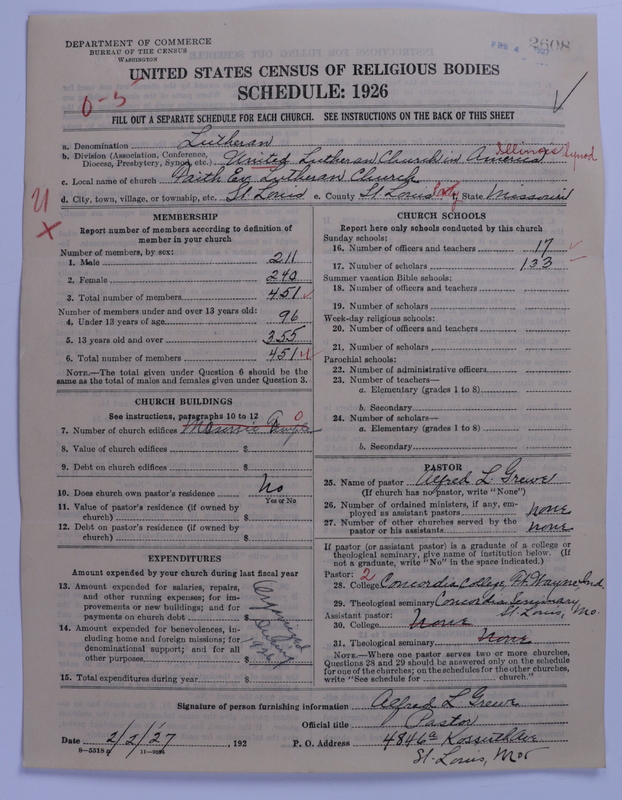 DEPARTMENT OF COMMERCE
BUREAU OF THE CENSUS
WASHINGTON
FEB 4 1927
2608
UNITED STATES CENSUS OF RELIGIOUS BODIES
SCHEDULE: 1926
0-5
FILL OUT A SEPARATE SCHEDULE FOR EACH CHURCH. SEE INSTRUCTIONS ON THE BACK OF THIS SHEET
a. Denomination Lutheran
b. Division (Association, Conference, Diocese, Presbytery, Synod, etc.) United Lutheran Church in America Illinois Synod
c. Local name of church Faith Ev. Lutheran Church
d. City, town, village, or township, etc. St Louis e. County St Louis State Missouri
U
X
MEMBERSHIP
Report number of members according to definition of member in your church
Number of members, by sex:
1. Male 211
2. Female 240
3. Total number of members 451
Number of members under and over 13 years old:
4. Under 13 years of age 96
5. 13 years old and over 355
6. Total number of members 451
NOTE.—The total given under Question 6 should be
same as the total of males and females given under Question 3.
CHURCH BUILDINGS
See instructions, paragraphs 10 to 12
7. Number of church edifices Masonic Temple 0
8. Value of church edifices $
9. Debt on church edifices $
10. Does church own pastor's residence No
Yes or No
11. Value of pastor's residence (if owned by
church) $
12. Debt on pastor's residence (if owned by
church) $
EXPENDITURES
Amount expended by your church during last fiscal year
13. Amount expended for salaries, repairs,
and other running expenses; for im-
provements or new buildings; and for
payments on church debt $
14. Amount expended for benevolences, in-
cluding home and foreign missions; for
denominational support; and for all
other purposes $
Organized during 1926
15. Total expenditures during year $
CHURCH SCHOOLS
Report here only schools conducted by this church
Sunday schools:
16. Number of officers and teachers 17
17. Number of scholars 133
Summer vacation Bible schools:
18. Number of officers and teachers
19. Number of scholars
Week-day religious schools:
20. Number of officers and teachers
21. Number of scholars
Parochial schools:
22. Number of administrative officers
23. Number of teachers—
a. Elementary (grades 1 to 8)
b. Secondary
24. Number of scholars—
a. Elementary (grades 1 to 8)
b. Secondary
PASTOR
25. Name of pastor Alfred L. Grewe
(If church has no pastor, write "None")
26. Number of ordained ministers, if any, em-
ployed as assistant pastors none
27. Number of other churches served by the
pastor or his assistants none
If pastor (or assistant pastor) is a graduate of a college or
theological seminary, give name of institution below. (If
not a graduate, write "No" in the space indicated.)
Pastor: 2
28. College Concordia College, Ft. Wayne Ind
29. Theological seminary Concordia Seminary St. Louis, Mo.
Assistant pastor:
30. College None
31. Theological seminary None
NOTE.—Where one pastor serves two or more churches,
Questions 28 and 29 should be answered only on the schedule
for one of the churches; on the schedules for the other churches,
write "See schedule for church."
Signature of person furnishing information Alfred L Grewe
Official title Pastor
Date 2/2/'27, 192 P. O. Address 4846a Kossuth Ave
St. Louis, Mo.
8—5518